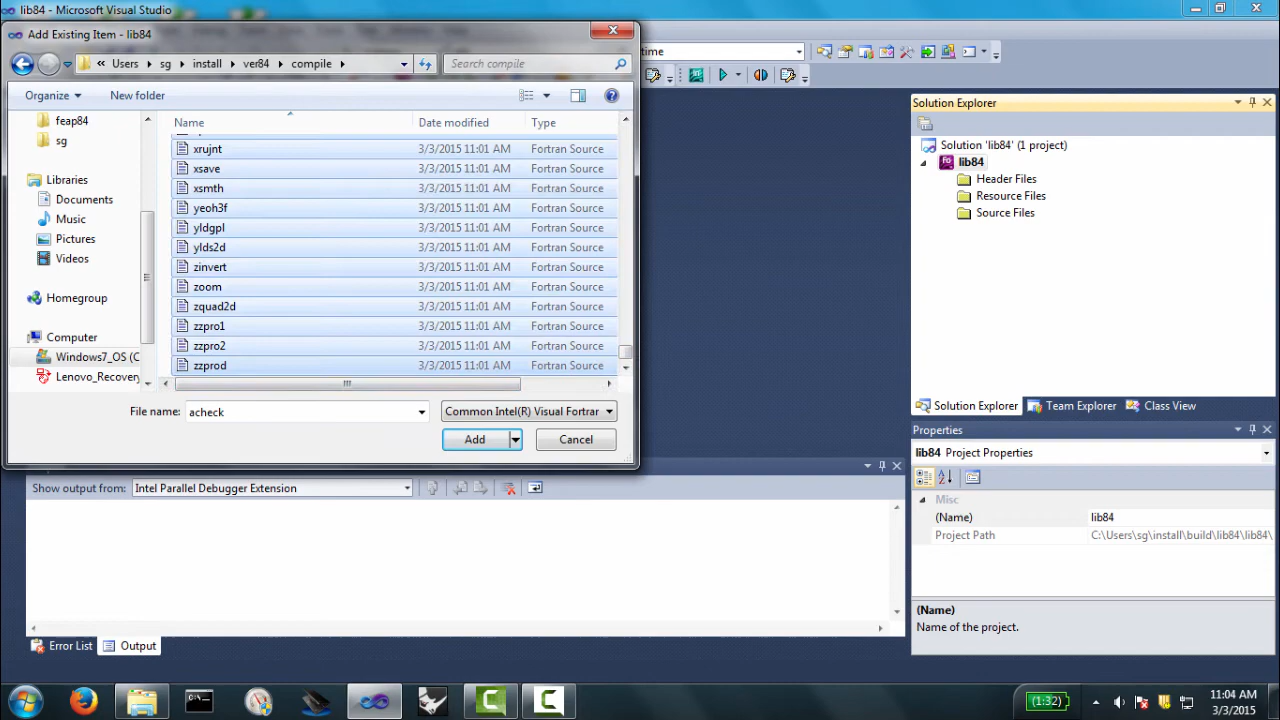 lib84 - Microsoft Visual Studio
Add Existing Item - lib84
« Users sg install ver84 compile
Search compile
Organize
New folder
Name
Date modified
Type
feap84
sg
Libraries
Documents
Music
Pictures
Videos
Homegroup
Computer
Windows7_OS (C
Lenovo_Recovery
xrujnt 3/3/2015 11:01 AM Fortran Source
xsave 3/3/2015 11:01 AM Fortran Source
xsmth 3/3/2015 11:01 AM Fortran Source
yeoh3f 3/3/2015 11:01 AM Fortran Source
yldgpl 3/3/2015 11:01 AM Fortran Source
ylds2d 3/3/2015 11:01 AM Fortran Source
zinvert 3/3/2015 11:01 AM Fortran Source
zoom 3/3/2015 11:01 AM Fortran Source
zquad2d 3/3/2015 11:01 AM Fortran Source
zzpro1 3/3/2015 11:01 AM Fortran Source
zzpro2 3/3/2015 11:01 AM Fortran Source
zzprod 3/3/2015 11:01 AM Fortran Source
File name: acheck
Common Intel(R) Visual Fortrar
Add
Cancel
time
Solution Explorer
Solution 'lib84' (1 project)
lib84
Header Files
Resource Files
Source Files
Solution Explorer
Team Explorer
Class View
Properties
lib84 Project Properties
Misc
(Name) lib84
Project Path C:\Users\sg\install\build\lib84\lib84\
(Name)
Name of the project.
Show output from: Intel Parallel Debugger Extension
Error List
Output
(1:32)
11:04 AM
3/3/2015